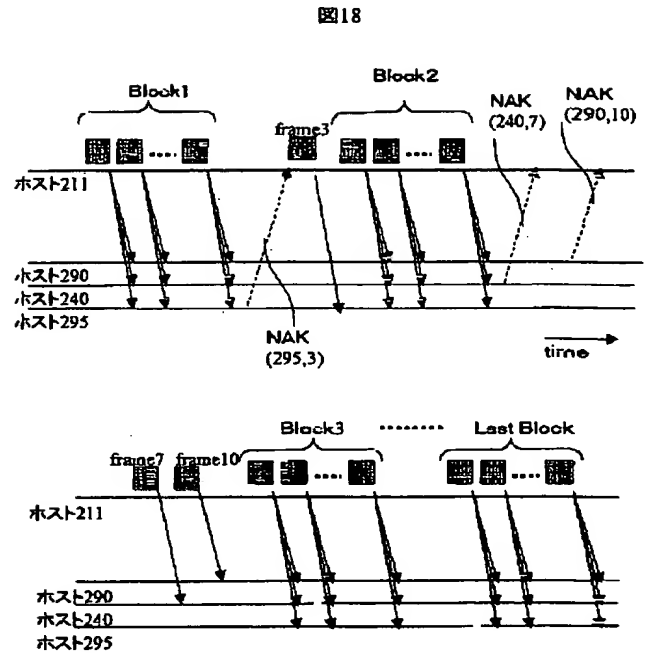 図18
Block1
Block2
NAK
(240,7)
NAK
(290,10)
frame3
ホスト211
ホスト290
ホスト240
ホスト295
NAK
(295,3)
time
Block3
Last Block
frame7
frame10
ホスト211
ホスト290
ホスト240
ホスト295